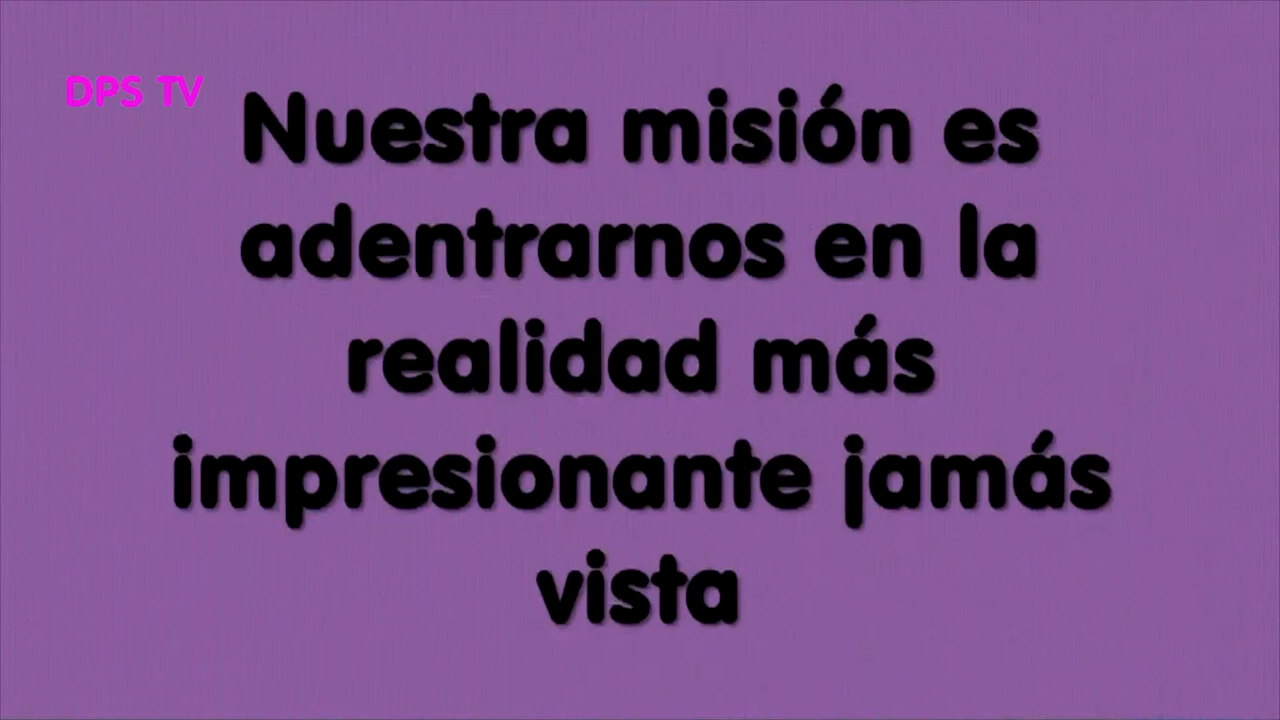 DPS TV
Nuestra misión es
adentrarnos en la
realidad más
impresionante jamás
vista